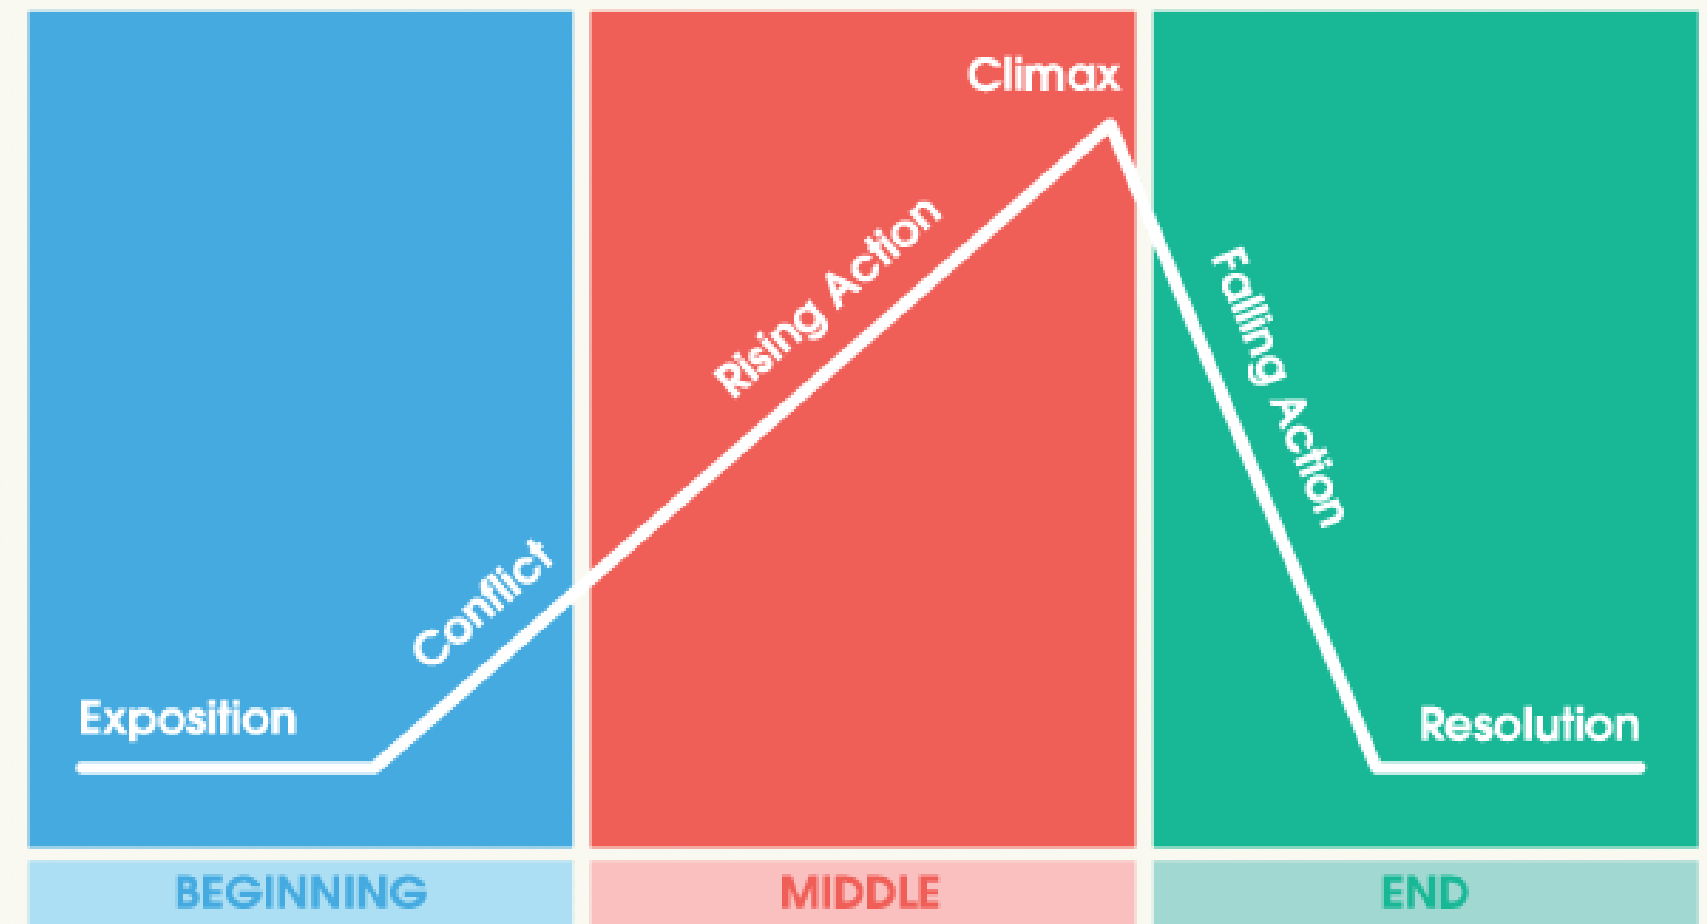 Exposition
Conflict
Rising Action
Climax
Falling Action
Resolution
BEGINNING
MIDDLE
END